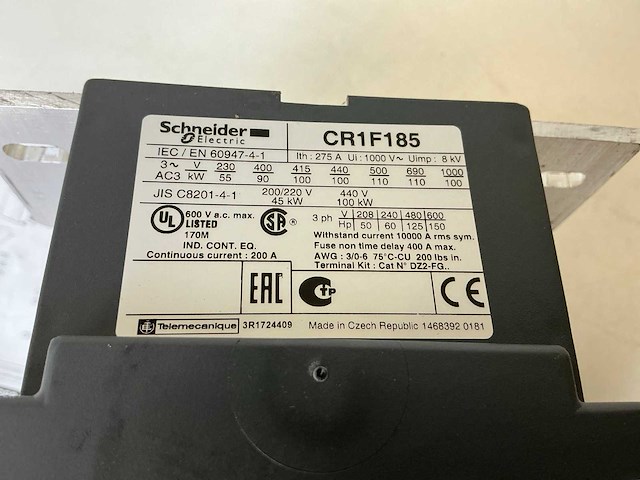 Schneider Electric
CR1F185
IEC / EN 60947-4-1
Ith : 275 A Ui : 1000 V~ Uimp : 8 kV
3~ V 230 400 415 440 500 690 1000
AC3 kW 55 90 100 100 110 110 100
JIS C8201-4-1 200/220 V 440 V
45 kW 100 kW
UL LISTED 600 V a.c. max.
170M
IND. CONT. EQ.
Continuous current : 200 A
SA
3 ph V 208 240 480 600
Hp 50 60 125 150
Withstand current 10000 A rms sym.
Fuse non time delay 400 A max.
AWG : 3/0-6 75°C-CU 200 lbs in.
Terminal Kit : Cat N° DZ2-FG..
EAC
CTP
CE
Telemecanique 3R1724409 Made in Czech Republic 1468392 0181